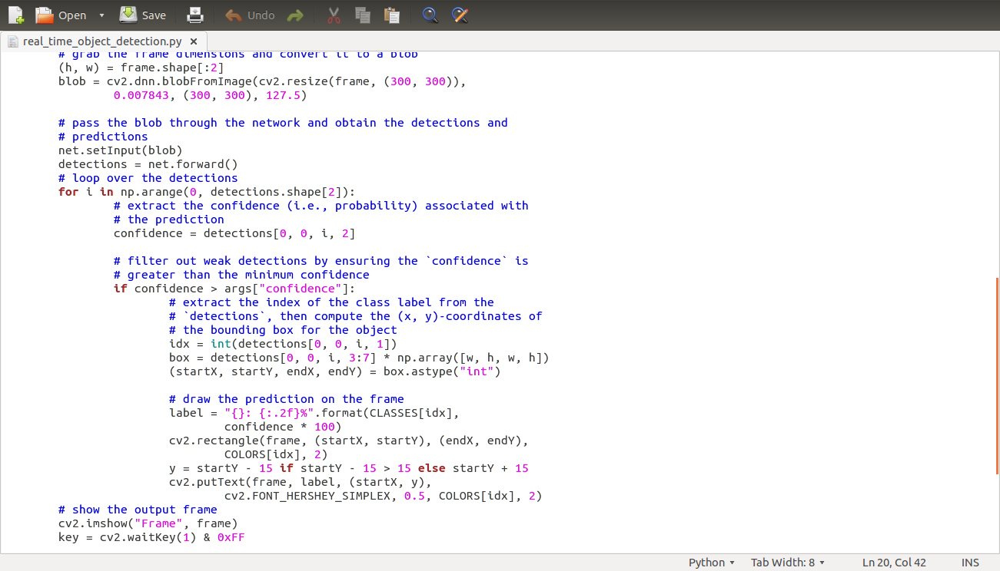 Open Save Undo
real_time_object_detection.py
# grab the frame dimensions and convert it to a blob
(h, w) = frame.shape[:2]
blob = cv2.dnn.blobFromImage(cv2.resize(frame, (300, 300)),
0.007843, (300, 300), 127.5)
# pass the blob through the network and obtain the detections and
# predictions
net.setInput(blob)
detections = net.forward()
# loop over the detections
for i in np.arange(0, detections.shape[2]):
# extract the confidence (i.e., probability) associated with
# the prediction
confidence = detections[0, 0, i, 2]
# filter out weak detections by ensuring the `confidence` is
# greater than the minimum confidence
if confidence > args["confidence"]:
# extract the index of the class label from the
# `detections`, then compute the (x, y)-coordinates of
# the bounding box for the object
idx = int(detections[0, 0, i, 1])
box = detections[0, 0, i, 3:7] * np.array([w, h, w, h])
(startX, startY, endX, endY) = box.astype("int")
# draw the prediction on the frame
label = "{}: {:.2f}%".format(CLASSES[idx],
confidence * 100)
cv2.rectangle(frame, (startX, startY), (endX, endY),
COLORS[idx], 2)
y = startY - 15 if startY - 15 > 15 else startY + 15
cv2.putText(frame, label, (startX, y),
cv2.FONT_HERSHEY_SIMPLEX, 0.5, COLORS[idx], 2)
# show the output frame
cv2.imshow("Frame", frame)
key = cv2.waitKey(1) & 0xFF
Python Tab Width: 8 Ln 20, Col 42 INS